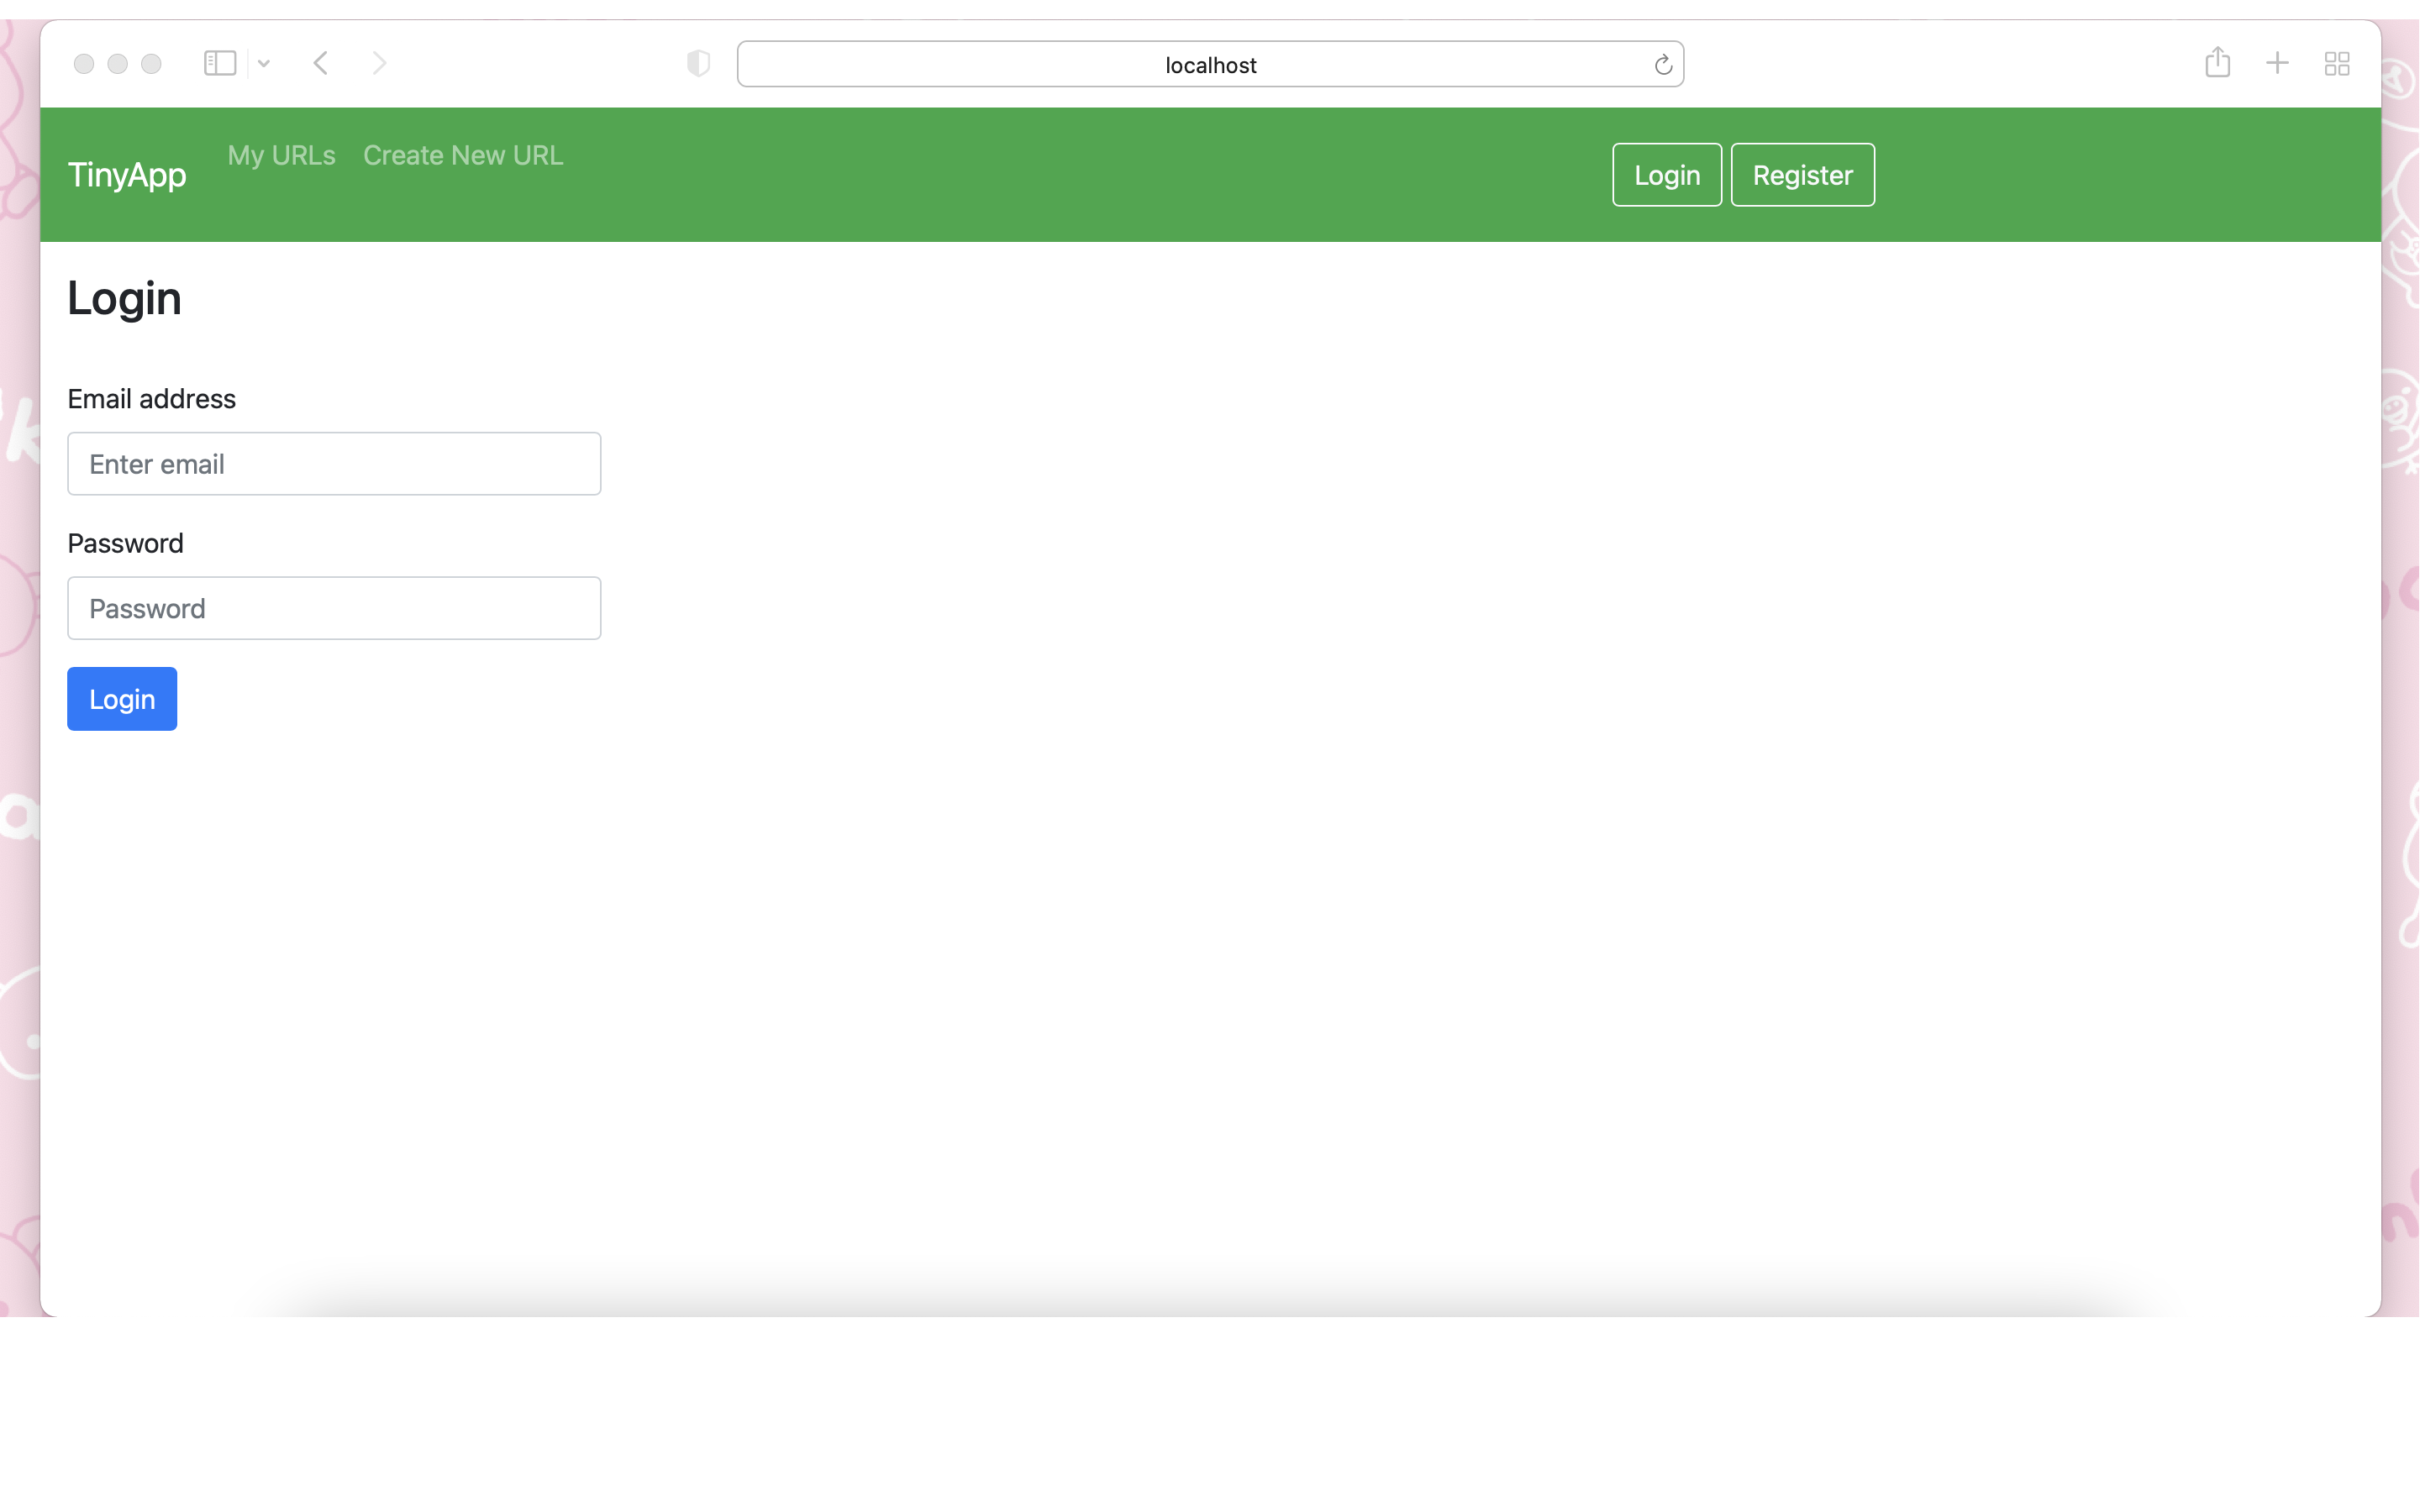 localhost
TinyApp My URLs Create New URL Login Register
Login
Email address
Enter email
Password
Password
Login